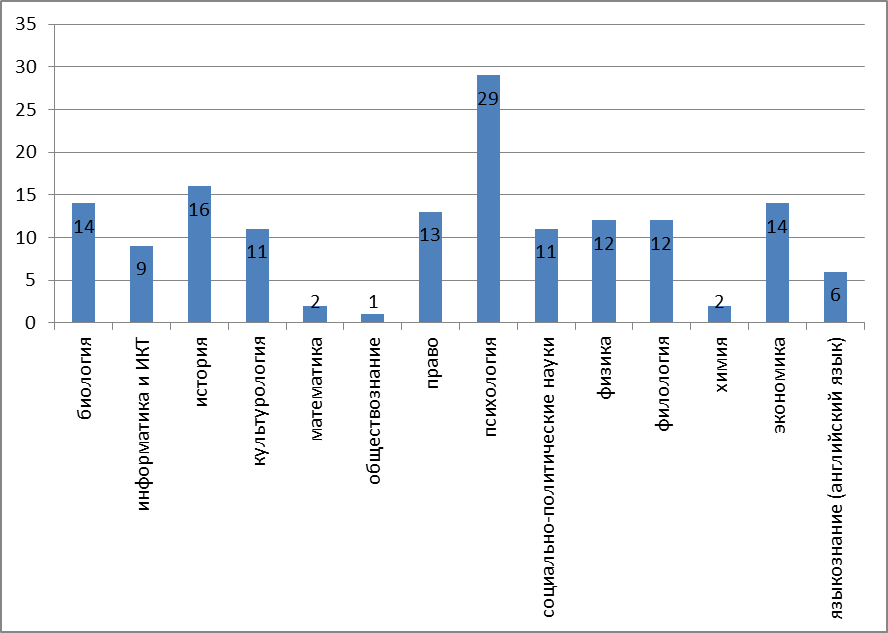 35
30
25
20
15
10
5
0
14
9
16
11
2
1
13
29
11
12
12
2
14
6
биология
информатика и ИКТ
история
культурология
математика
обществознание
право
психология
социально-политические науки
физика
филология
химия
экономика
языкознание (английский язык)